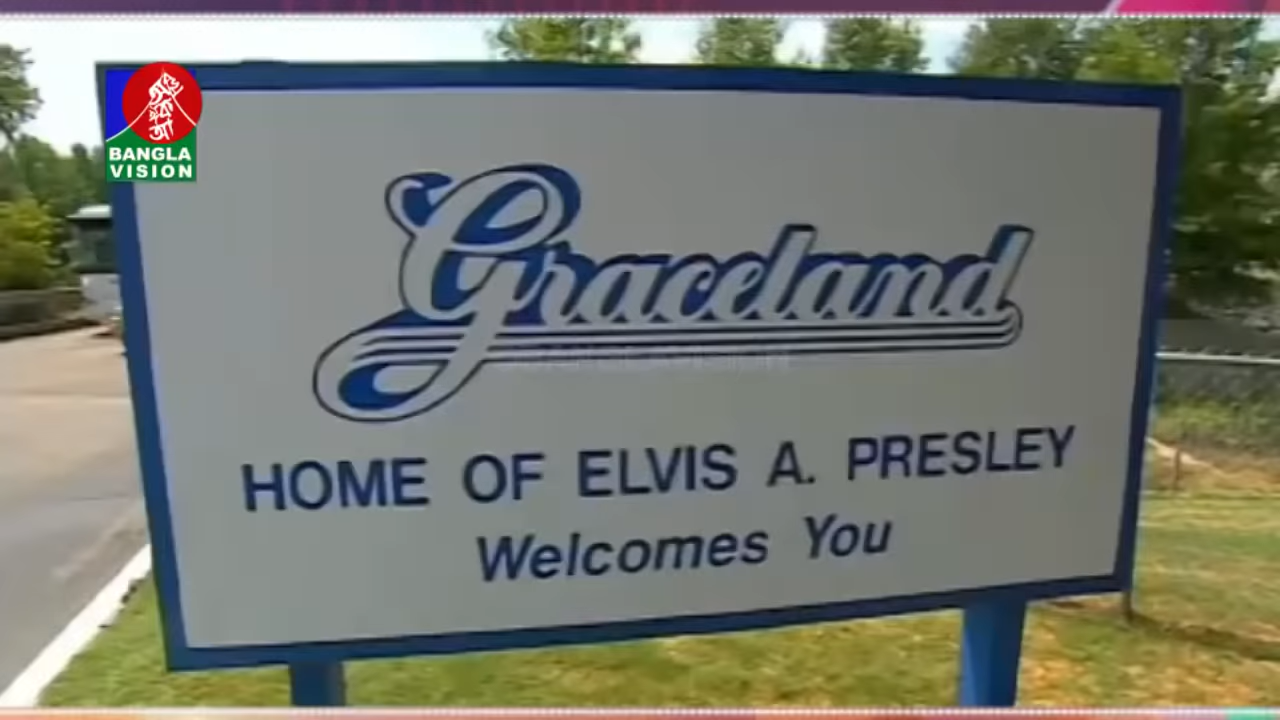 BANGLA
VISION
Graceland
HOME OF ELVIS A. PRESLEY
Welcomes You